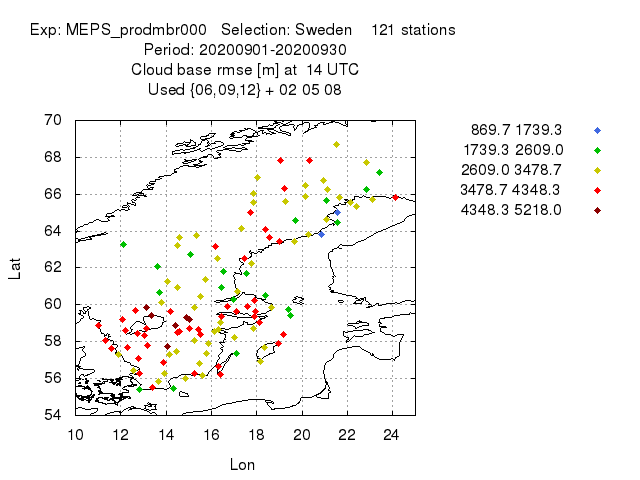 Exp: MEPS_prodmbr000 Selection: Sweden 121 stations
Period: 20200901-20200930
Cloud base rmse [m] at 14 UTC
Used {06,09,12} + 02 05 08
869.7 1739.3
1739.3 2609.0
2609.0 3478.7
3478.7 4348.3
4348.3 5218.0
70
68
66
64
62
60
58
56
54
Lat
10 12 14 16 18 20 22 24
Lon